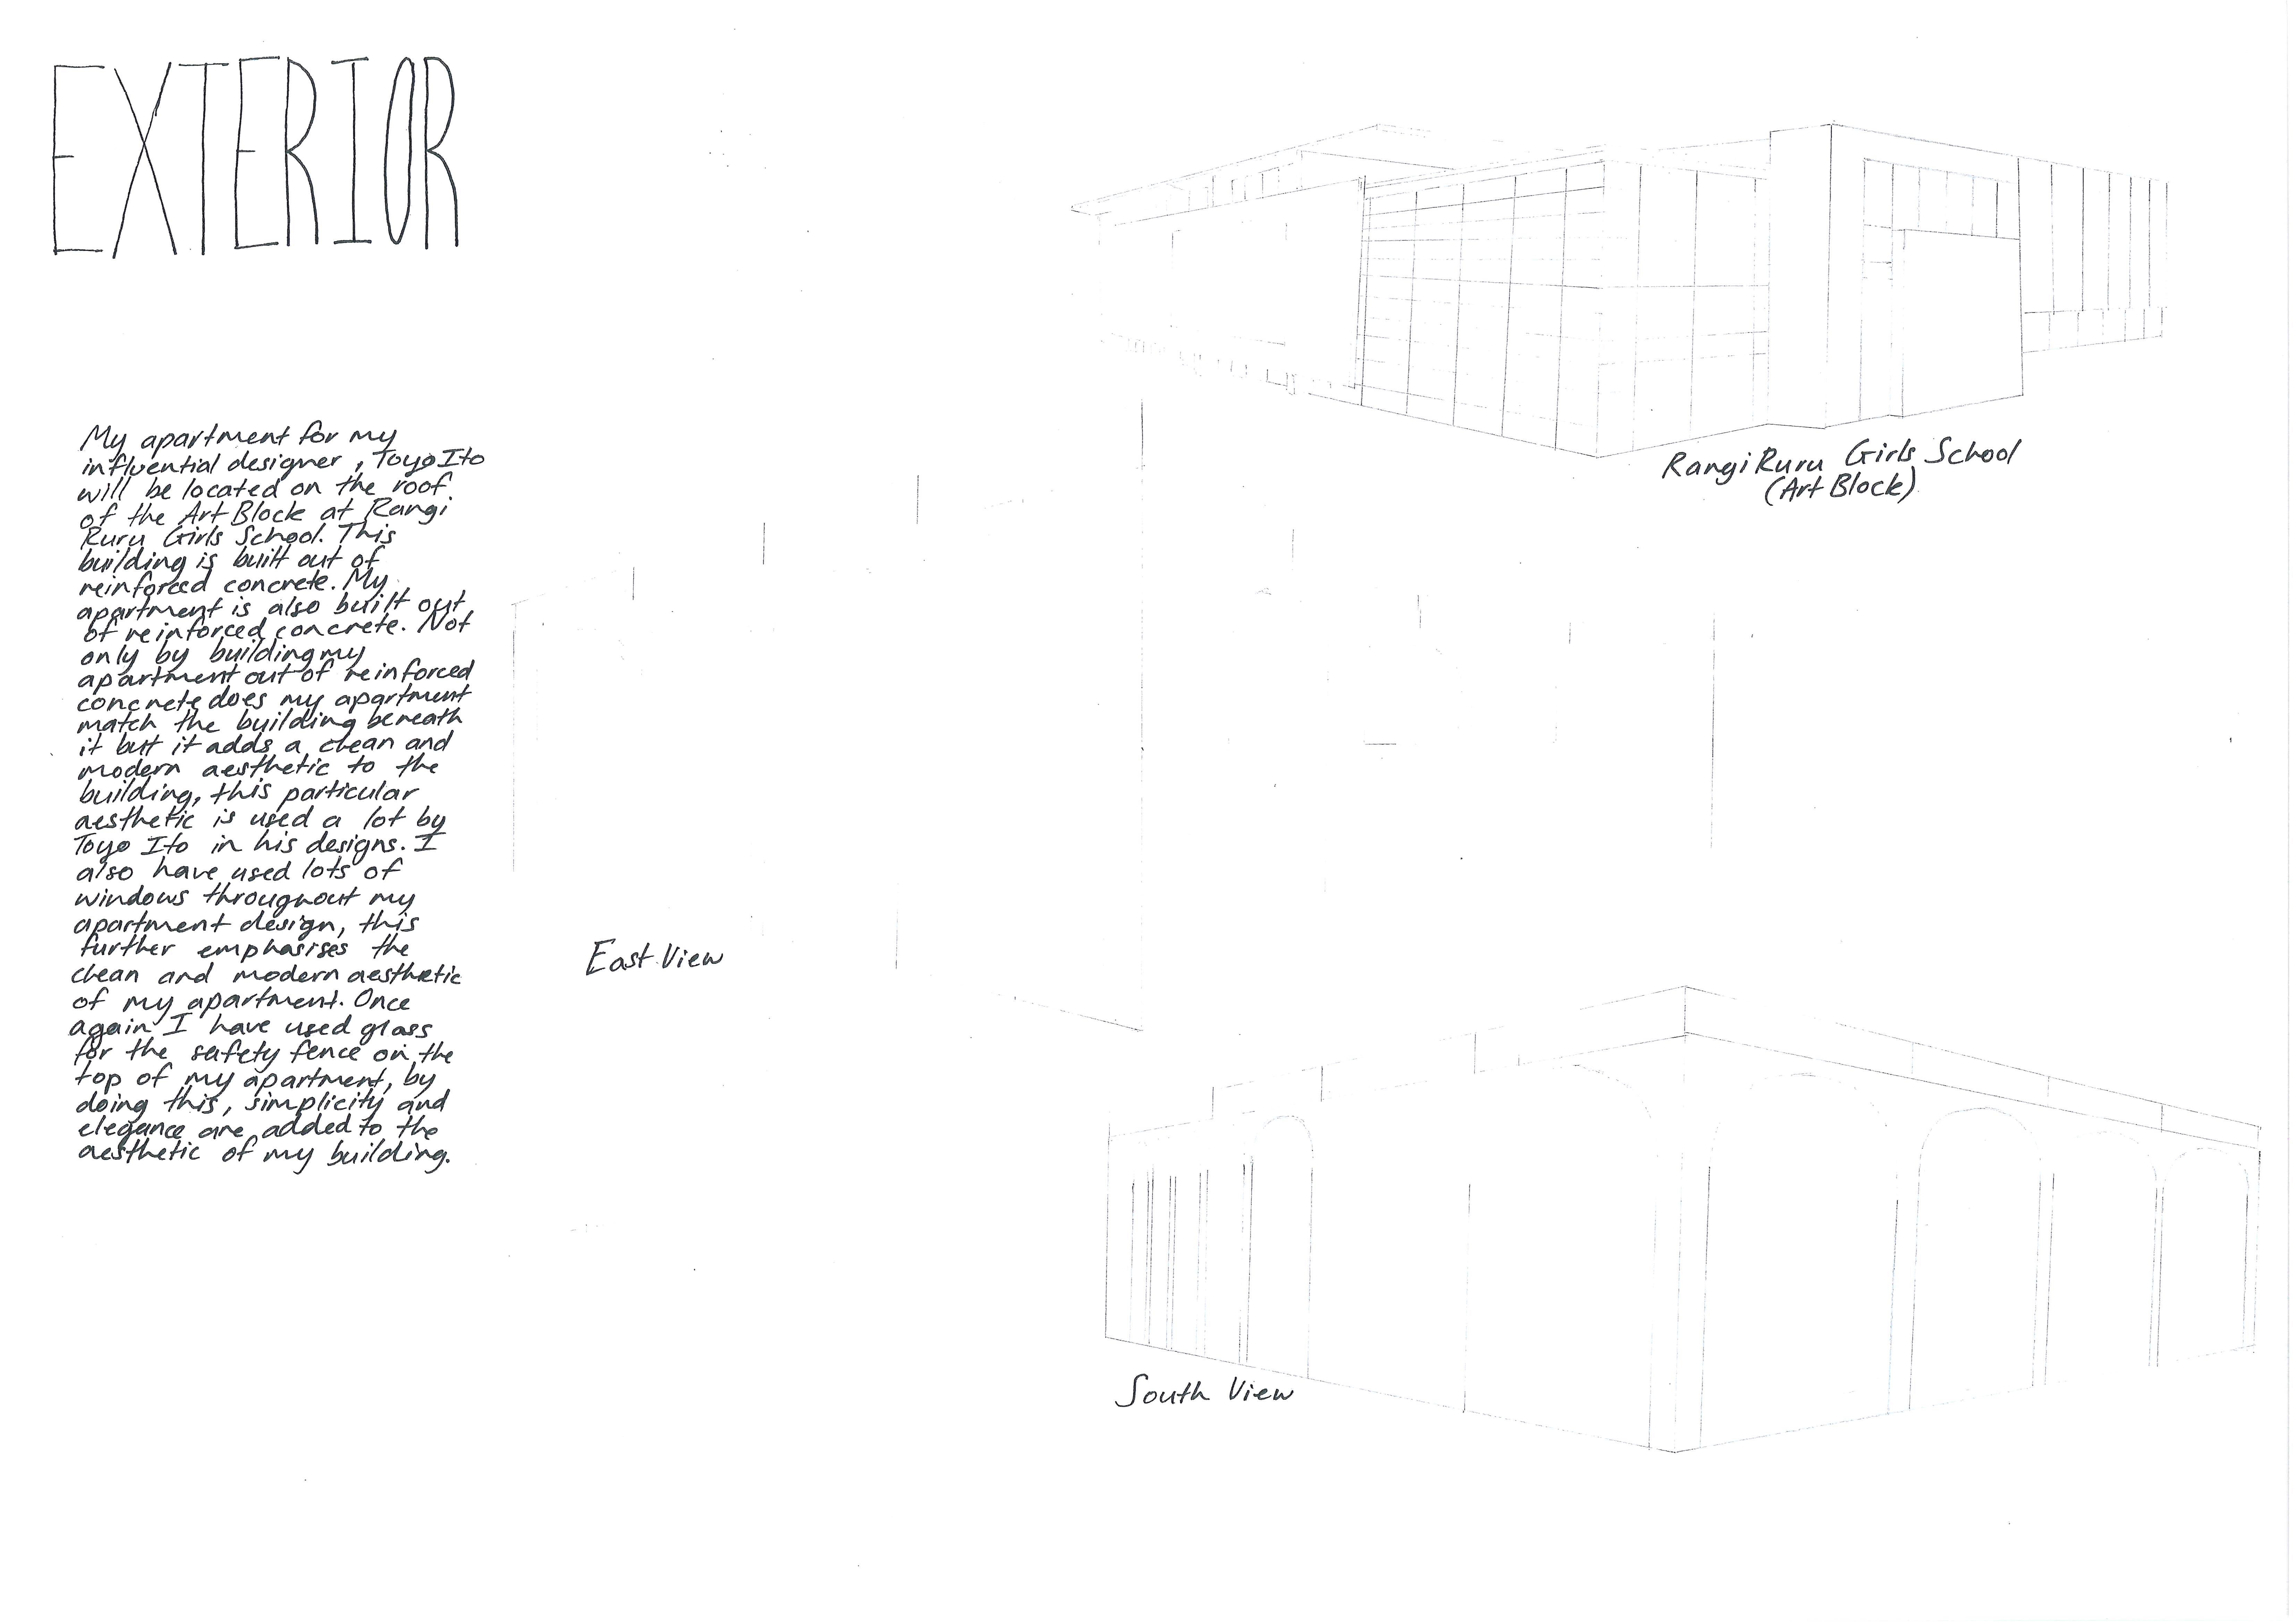 EXTERIOR
My apartment for my
influential designer, Toyo Ito
will be located on the roof
of the Art Block at Rangi
Ruru Girls School. This
building is built out of
reinforced concrete. My
apartment is also built out
of reinforced concrete. Not
only by building my
apartment out of reinforced
concrete does my apartment
match the building beneath
it but it adds a clean and
modern aesthetic to the
building, this particular
aesthetic is used a lot by
Toyo Ito in his designs. I
also have used lots of
windows throughout my
apartment design, this
further emphasises the
clean and modern aesthetic
of my apartment. Once
again I have used glass
for the safety fence on the
top of my apartment, by
doing this, simplicity and
elegance are added to the
aesthetic of my building.
Rangi Ruru Girls School
(Art Block)
East View
South View